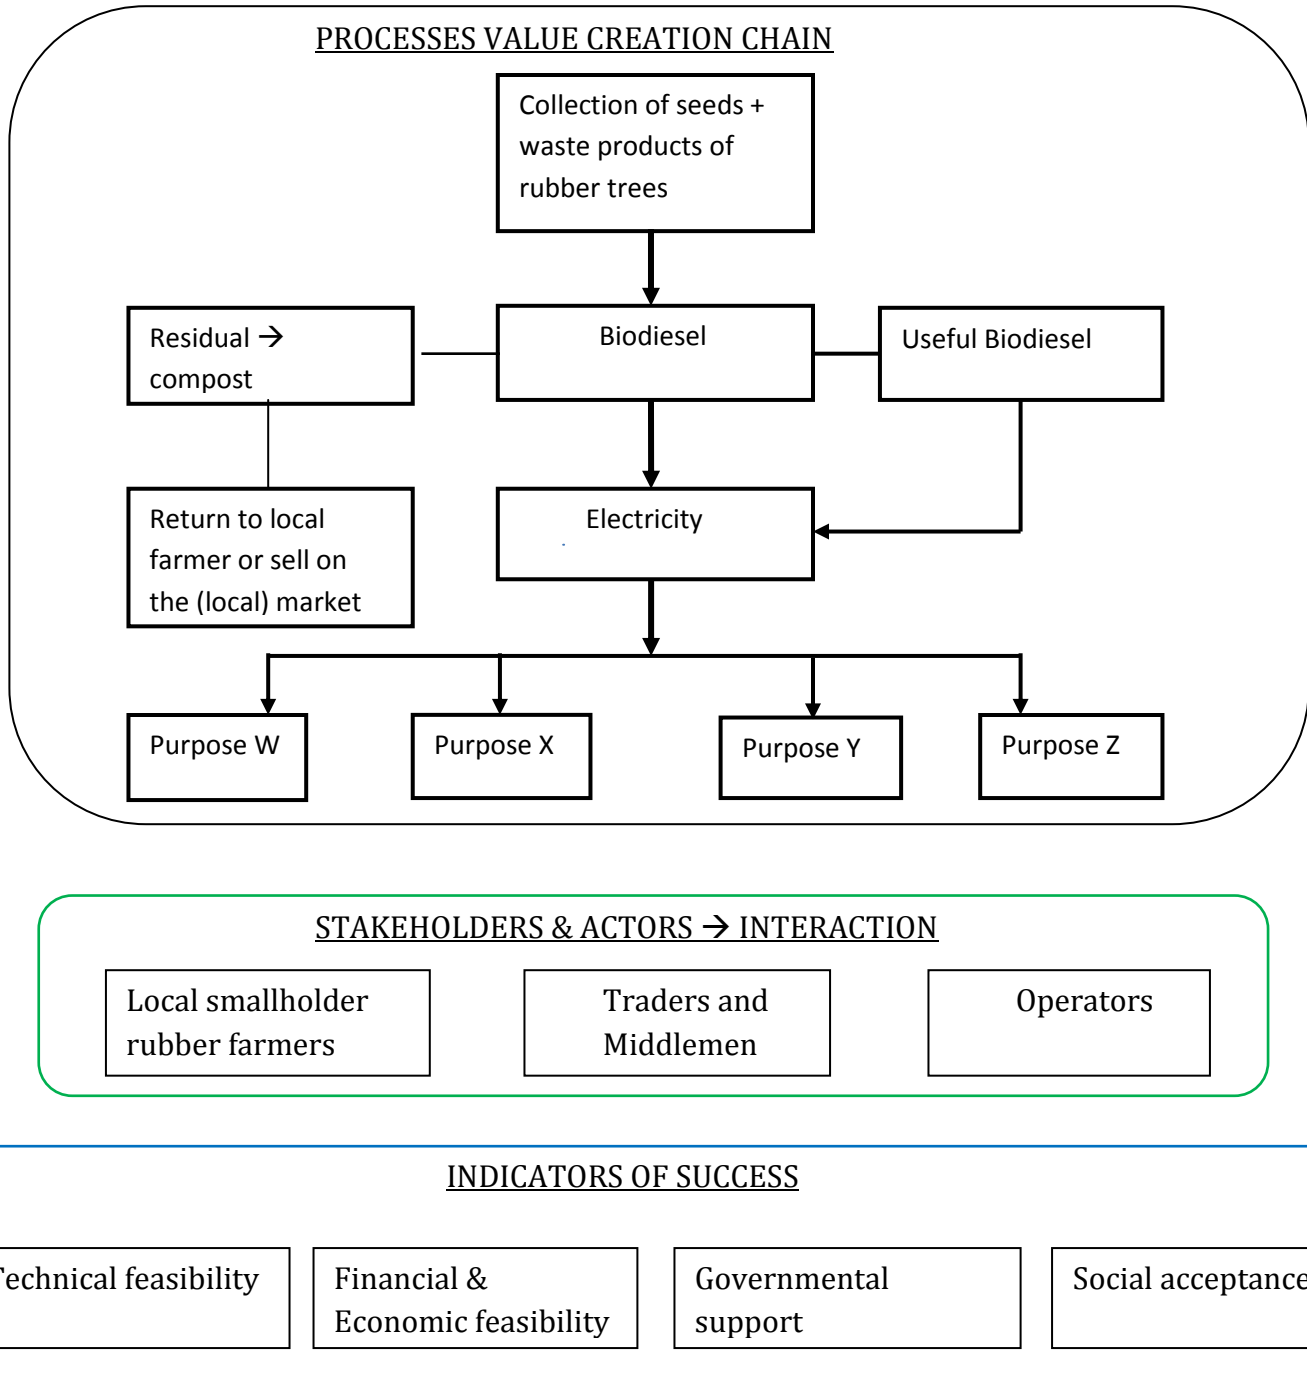 PROCESSES VALUE CREATION CHAIN
Collection of seeds +
waste products of
rubber trees
Residual →
compost
Biodiesel
Useful Biodiesel
Return to local
farmer or sell on
the (local) market
Electricity
Purpose W
Purpose X
Purpose Y
Purpose Z
STAKEHOLDERS & ACTORS → INTERACTION
Local smallholder
rubber farmers
Traders and
Middlemen
Operators
INDICATORS OF SUCCESS
Technical feasibility
Financial &
Economic feasibility
Governmental
support
Social acceptance